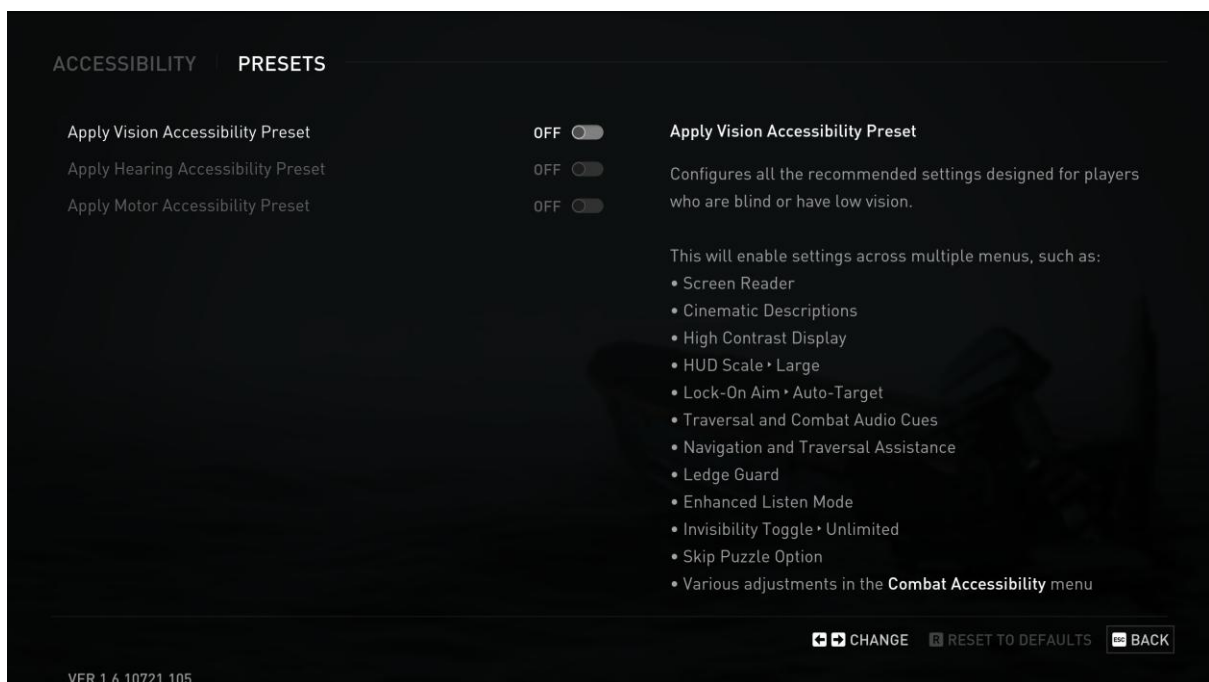 ACCESSIBILITY PRESETS
Apply Vision Accessibility Preset OFF
Apply Hearing Accessibility Preset OFF
Apply Motor Accessibility Preset OFF
Apply Vision Accessibility Preset
Configures all the recommended settings designed for players
who are blind or have low vision.
This will enable settings across multiple menus, such as:
• Screen Reader
• Cinematic Descriptions
• High Contrast Display
• HUD Scale ‣ Large
• Lock-On Aim ‣ Auto-Target
• Traversal and Combat Audio Cues
• Navigation and Traversal Assistance
• Ledge Guard
• Enhanced Listen Mode
• Invisibility Toggle ‣ Unlimited
• Skip Puzzle Option
• Various adjustments in the Combat Accessibility menu
CHANGE R RESET TO DEFAULTS ESC BACK
VER 1.6.10721.105